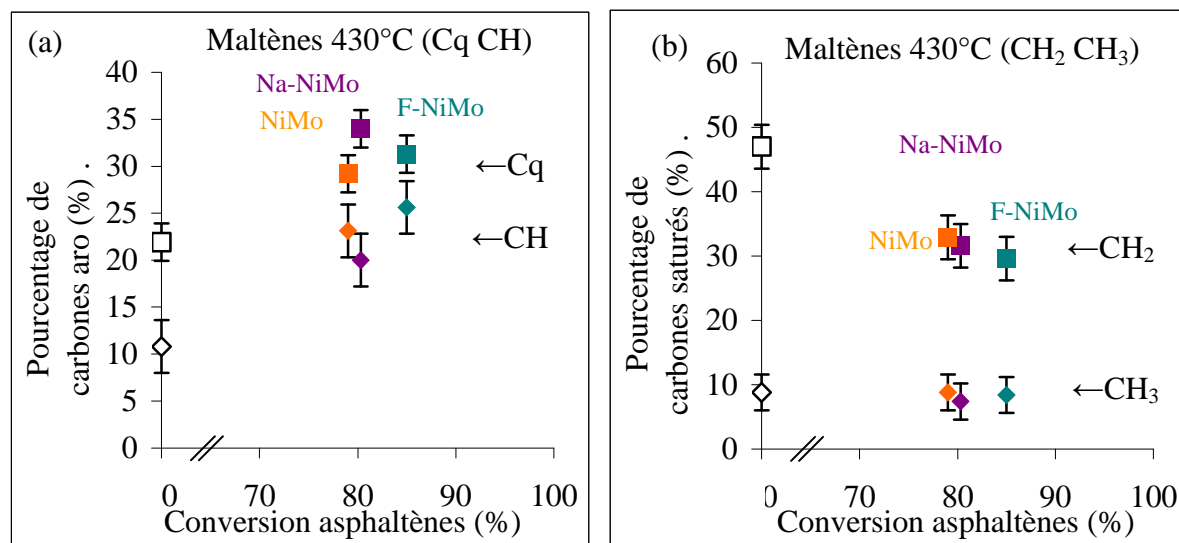 (a) Maltènes 430°C (Cq CH)
Pourcentage de
carbones aro (%) .
40
35
30
25
20
15
10
5
0
Na-NiMo
NiMo
F-NiMo
←Cq
←CH
0 70 80 90 100
Conversion asphaltènes (%)
(b) Maltènes 430°C (CH₂ CH₃)
Pourcentage de
carbones saturés (%) .
60
50
40
30
20
10
0
Na-NiMo
F-NiMo
NiMo
←CH₂
←CH₃
0 70 80 90 100
Conversion asphaltènes (%)